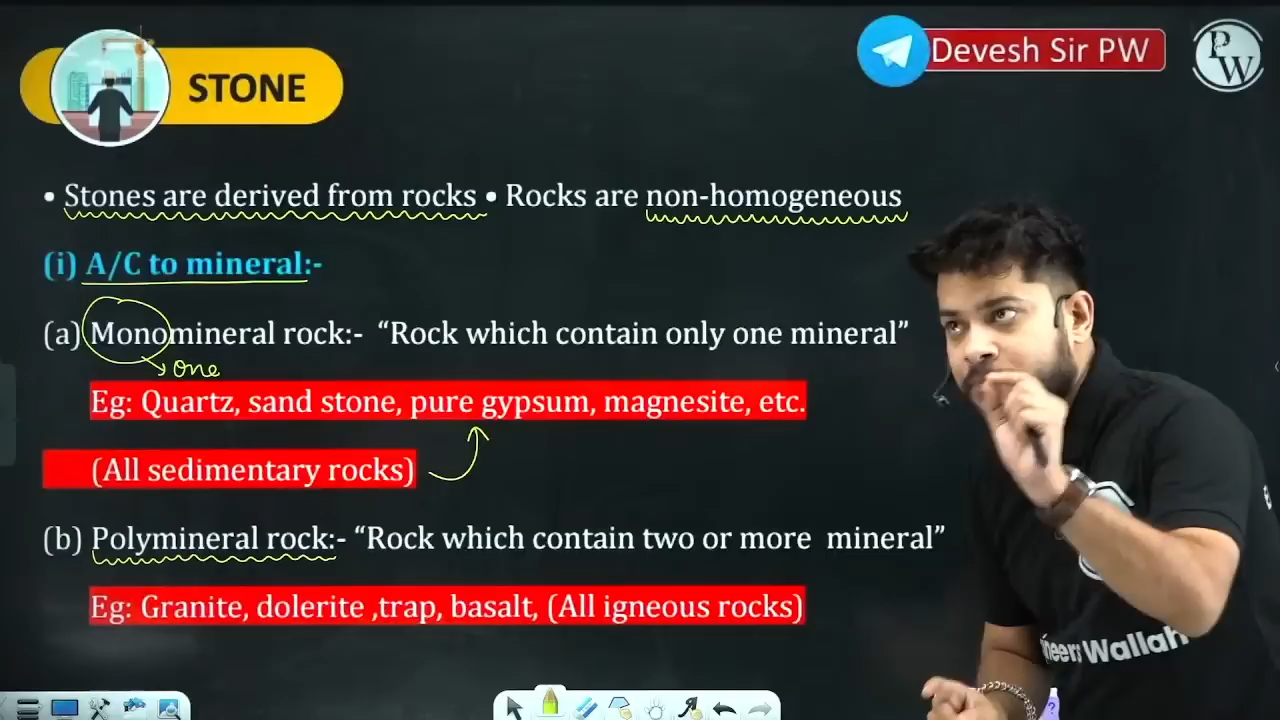 Devesh Sir PW
PW
STONE
• Stones are derived from rocks • Rocks are non-homogeneous
(i) A/C to mineral:-
(a) Monomineral rock:- “Rock which contain only one mineral”
one
Eg: Quartz, sand stone, pure gypsum, magnesite, etc.
(All sedimentary rocks)
(b) Polymineral rock:- “Rock which contain two or more mineral”
Eg: Granite, dolerite ,trap, basalt, (All igneous rocks)
neers Wallah